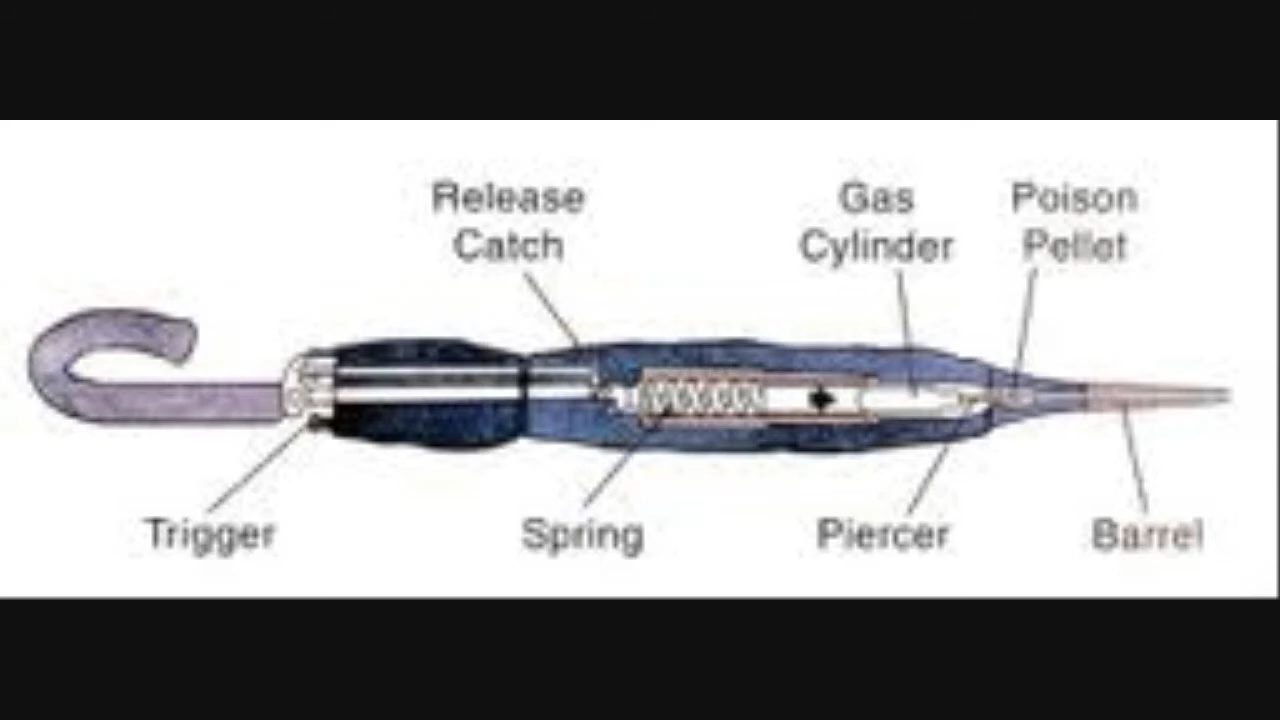 Release
Catch
Gas
Cylinder
Poison
Pellet
Trigger
Spring
Piercer
Barrel